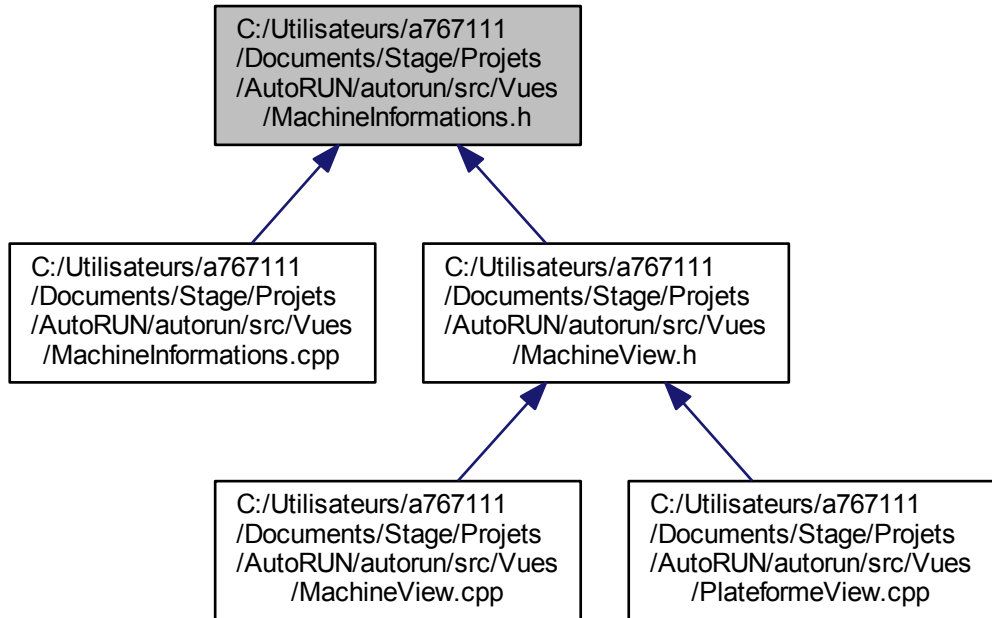 C:/Utilisateurs/a767111
/Documents/Stage/Projets
/AutoRUN/autorun/src/Vues
/MachineInformations.h
C:/Utilisateurs/a767111
/Documents/Stage/Projets
/AutoRUN/autorun/src/Vues
/MachineInformations.cpp
C:/Utilisateurs/a767111
/Documents/Stage/Projets
/AutoRUN/autorun/src/Vues
/MachineView.h
C:/Utilisateurs/a767111
/Documents/Stage/Projets
/AutoRUN/autorun/src/Vues
/MachineView.cpp
C:/Utilisateurs/a767111
/Documents/Stage/Projets
/AutoRUN/autorun/src/Vues
/PlateformeView.cpp